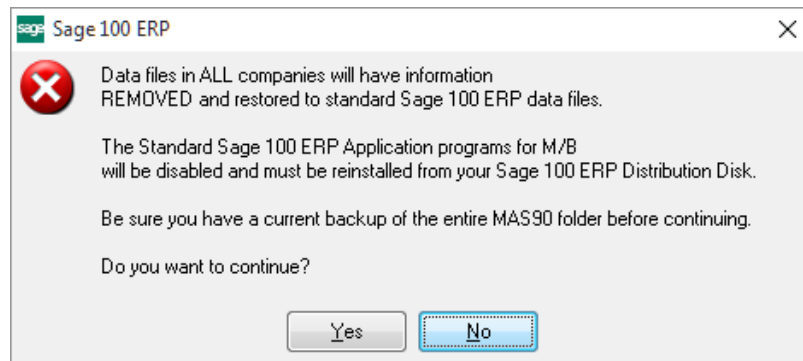 sage Sage 100 ERP
Data files in ALL companies will have information
REMOVED and restored to standard Sage 100 ERP data files.
The Standard Sage 100 ERP Application programs for M/B
will be disabled and must be reinstalled from your Sage 100 ERP Distribution Disk.
Be sure you have a current backup of the entire MAS90 folder before continuing.
Do you want to continue?
Yes No